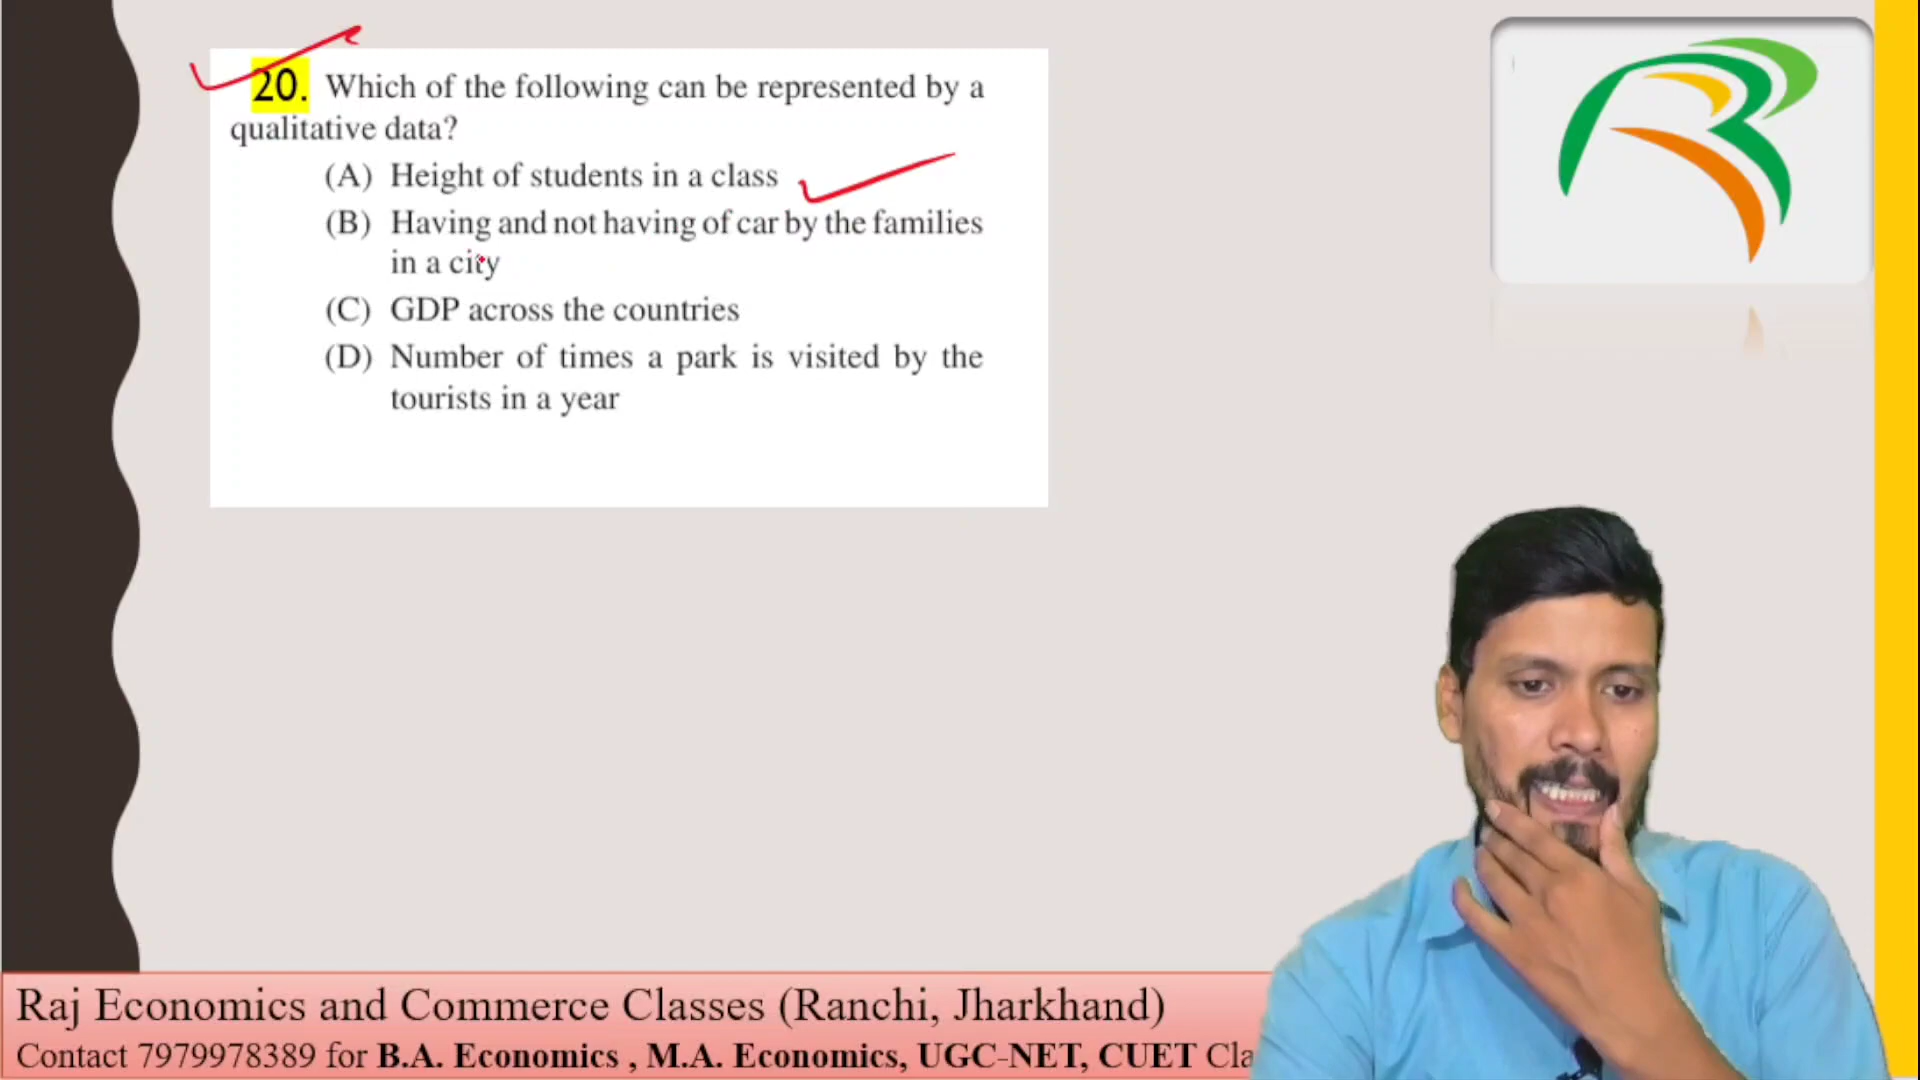 20. Which of the following can be represented by a
qualitative data?
(A) Height of students in a class
(B) Having and not having of car by the families
in a city
(C) GDP across the countries
(D) Number of times a park is visited by the
tourists in a year
Raj Economics and Commerce Classes (Ranchi, Jharkhand)
Contact 7979978389 for B.A. Economics , M.A. Economics, UGC-NET, CUET Cla